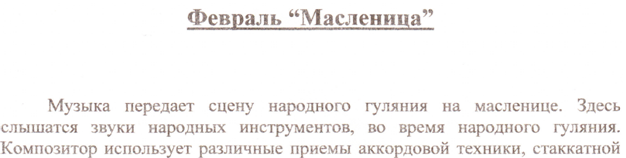 Февраль “Масленица”
Музыка передает сцену народного гуляния на масленице. Здесь
слышатся звуки народных инструментов, во время народного гуляния.
Композитор использует различные приемы аккордовой техники, стаккатной